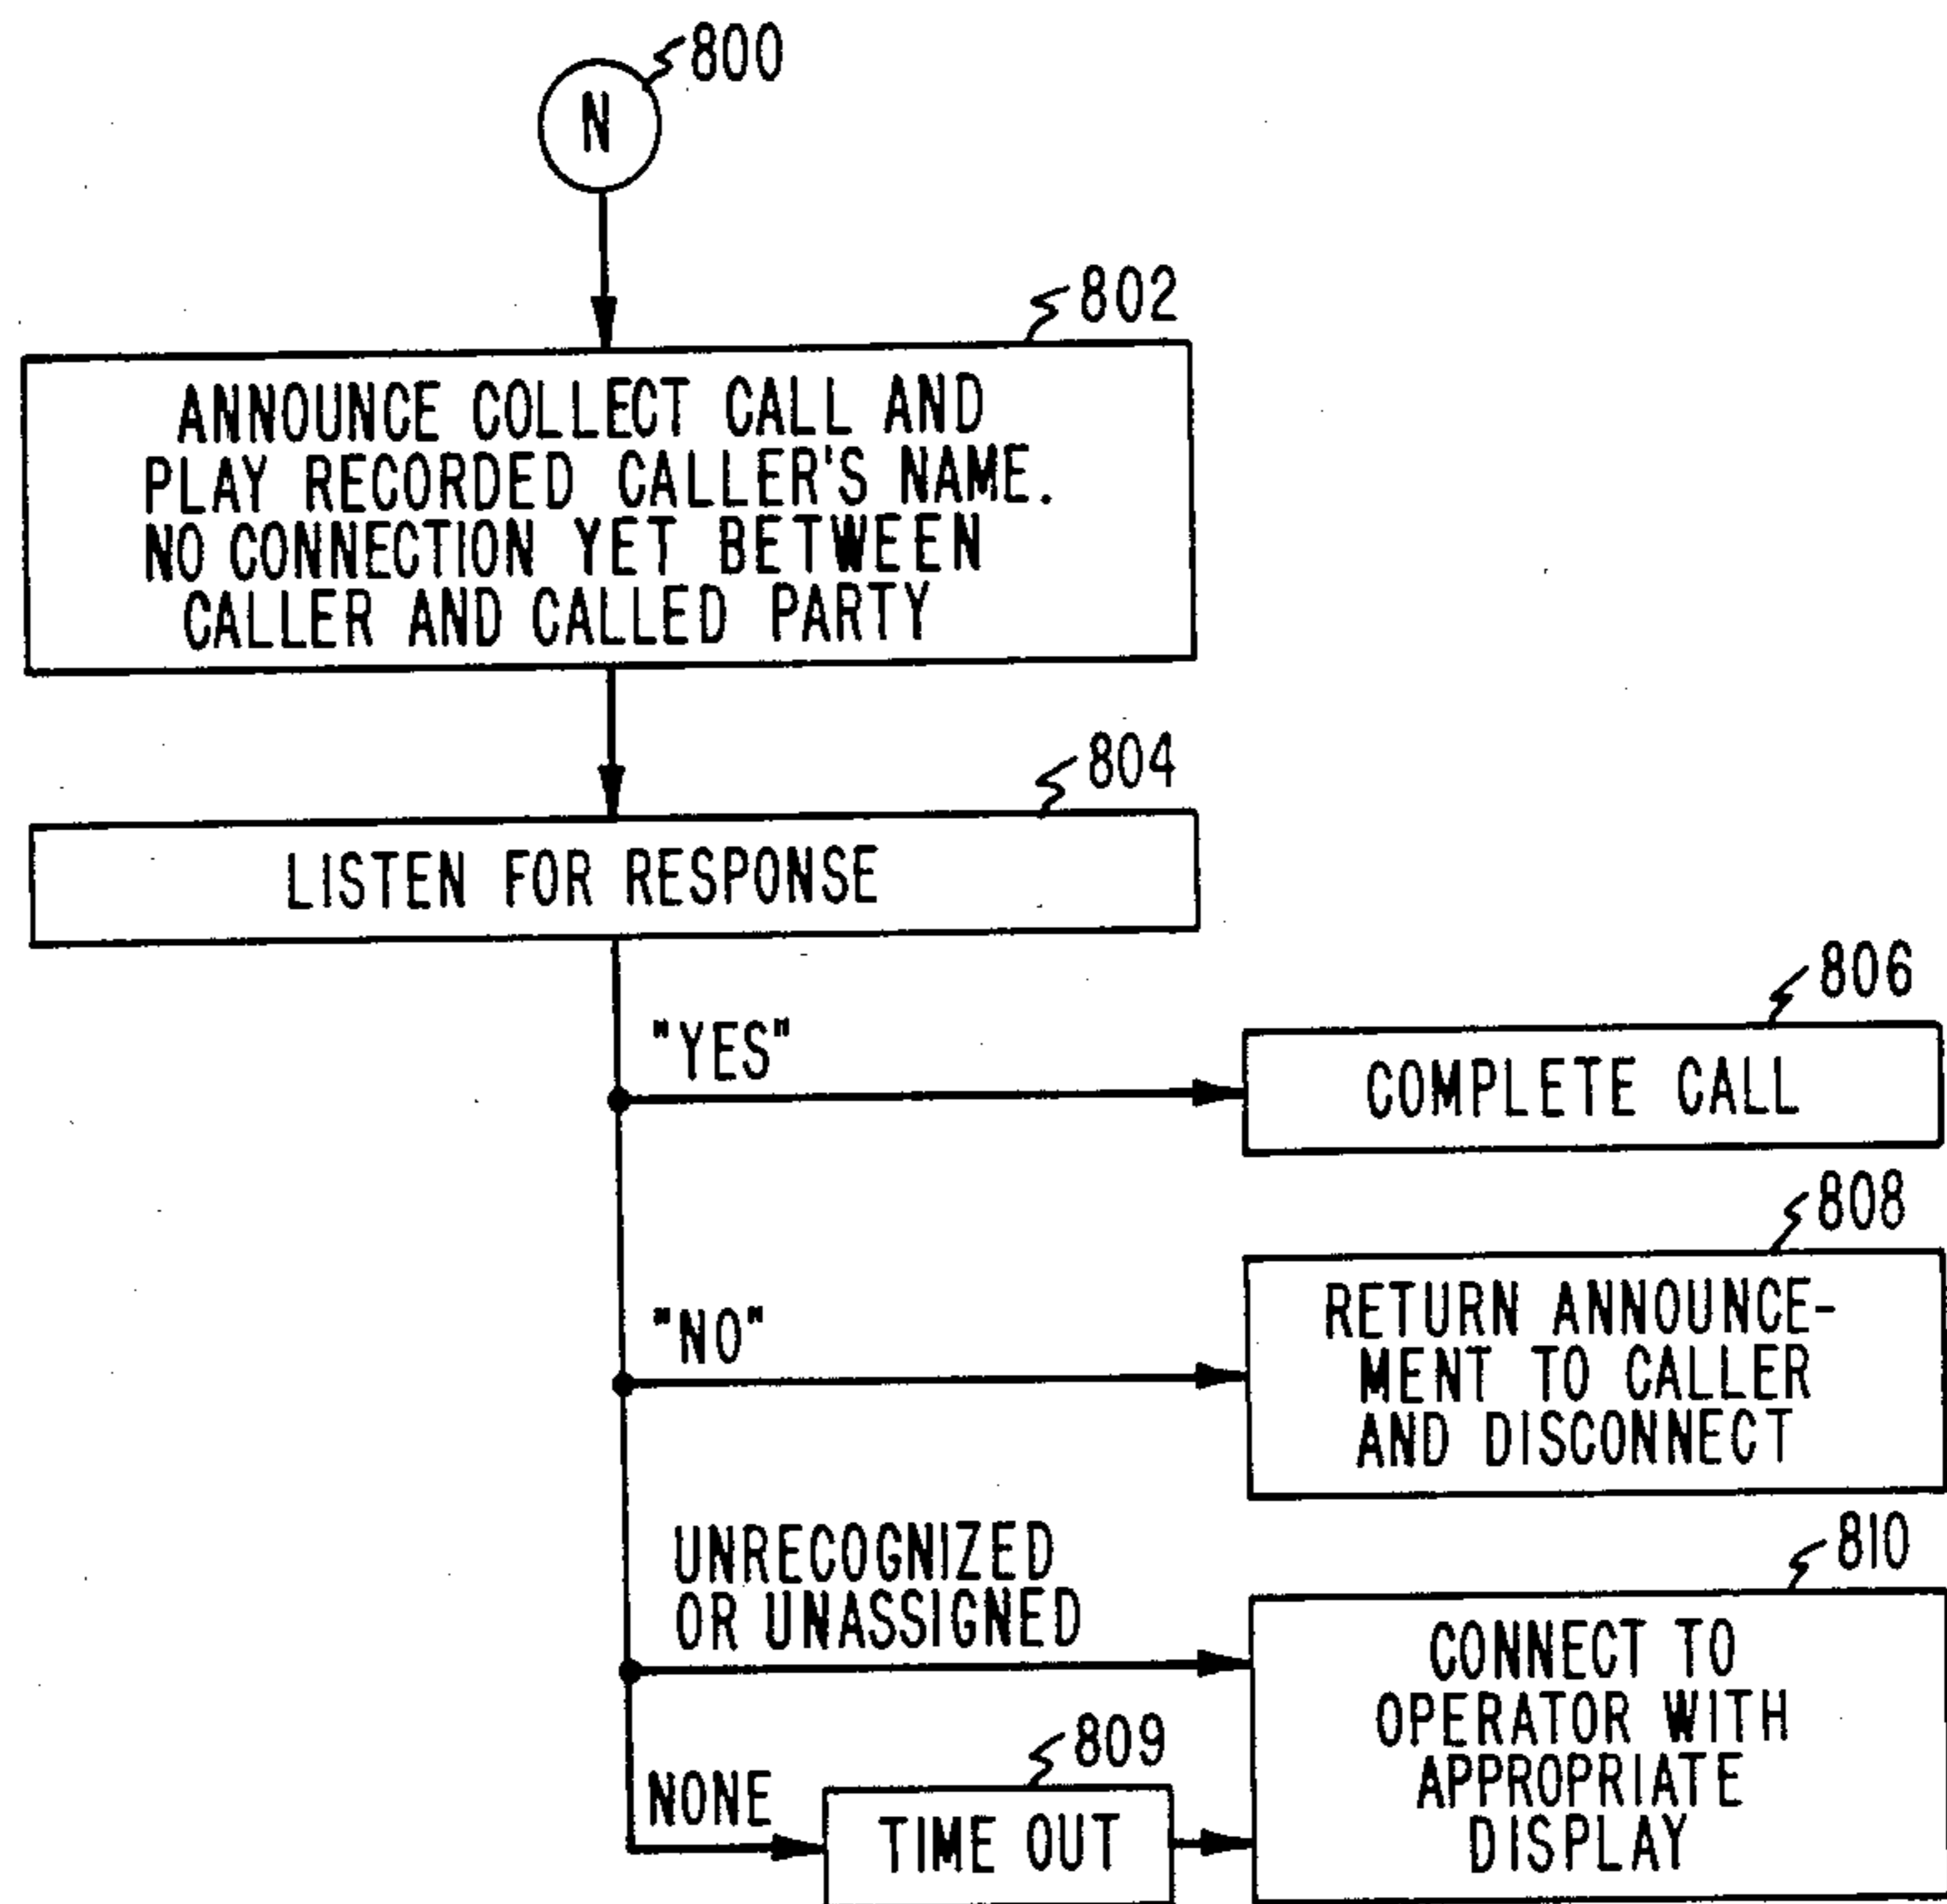 800
N
802
ANNOUNCE COLLECT CALL AND
PLAY RECORDED CALLER'S NAME.
NO CONNECTION YET BETWEEN
CALLER AND CALLED PARTY
804
LISTEN FOR RESPONSE
"YES"
806
COMPLETE CALL
"NO"
808
RETURN ANNOUNCE-
MENT TO CALLER
AND DISCONNECT
UNRECOGNIZED
OR UNASSIGNED
810
CONNECT TO
OPERATOR WITH
APPROPRIATE
DISPLAY
NONE
809
TIME OUT